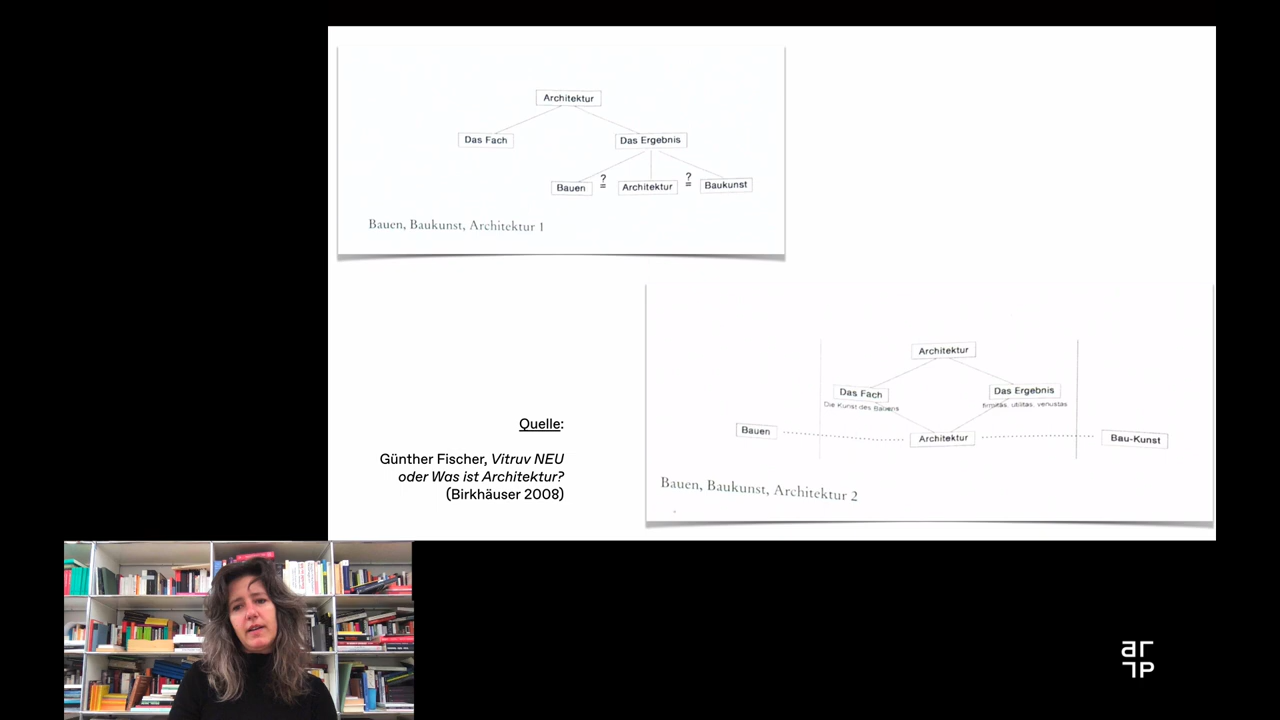 Architektur
Das Fach
Das Ergebnis
Bauen
?
=
Architektur
?
=
Baukunst
Bauen, Baukunst, Architektur 1
Architektur
Das Fach
Das Ergebnis
Die Kunst des Bauens
firmitas, utilitas, venustas
Bauen
Architektur
Bau-Kunst
Bauen, Baukunst, Architektur 2
Quelle:
Günther Fischer, Vitruv NEU
oder Was ist Architektur?
(Birkhäuser 2008)